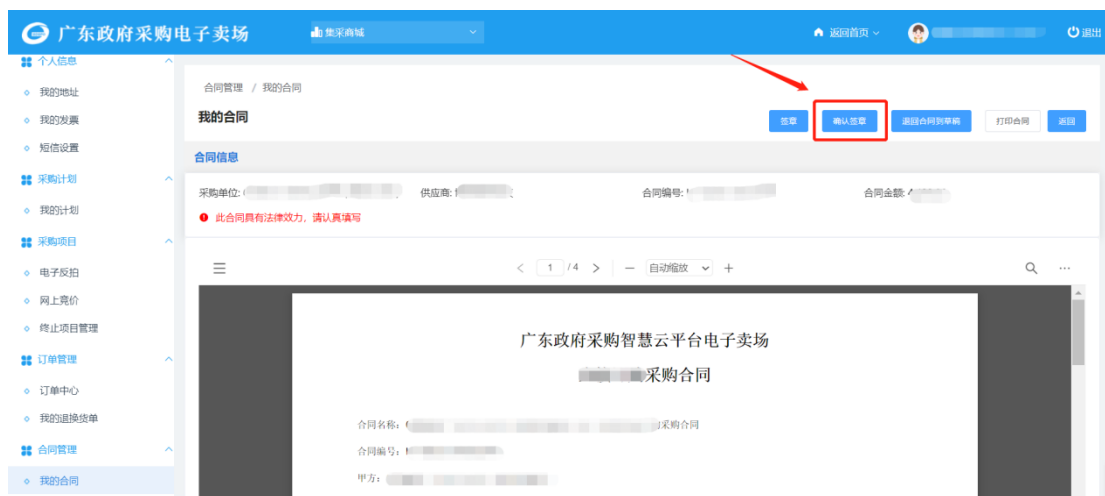 广东政府采购电子卖场 集采商城 返回首页 退出
个人信息
我的地址
我的发票
短信设置
采购计划
我的计划
采购项目
电子反拍
网上竞价
终止项目管理
订单管理
订单中心
我的退换货单
合同管理
我的合同
合同管理 / 我的合同
我的合同 签章 确认签章 退回合同到草稿 打印合同 返回
合同信息
采购单位: 供应商: 合同编号: 合同金额:
此合同具有法律效力，请认真填写
1 /4 自动缩放
广东政府采购智慧云平台电子卖场
采购合同
合同名称: 采购合同
合同编号:
甲方: